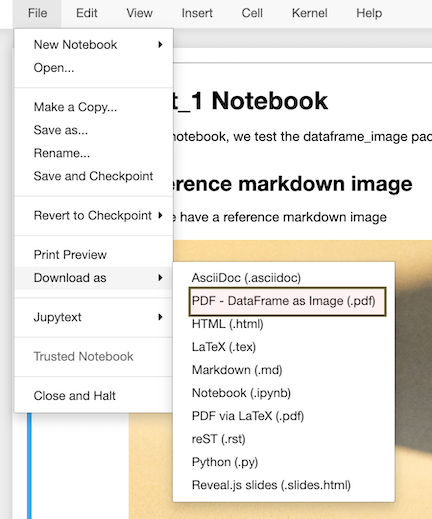 File Edit View Insert Cell Kernel Help
New Notebook
Open...
Make a Copy...
Save as...
Rename...
Save and Checkpoint
Revert to Checkpoint
Print Preview
Download as
Jupytext
Trusted Notebook
Close and Halt
t_1 Notebook
notebook, we test the dataframe_image pac
erence markdown image
e have a reference markdown image
AsciiDoc (.asciidoc)
PDF - DataFrame as Image (.pdf)
HTML (.html)
LaTeX (.tex)
Markdown (.md)
Notebook (.ipynb)
PDF via LaTeX (.pdf)
reST (.rst)
Python (.py)
Reveal.js slides (.slides.html)